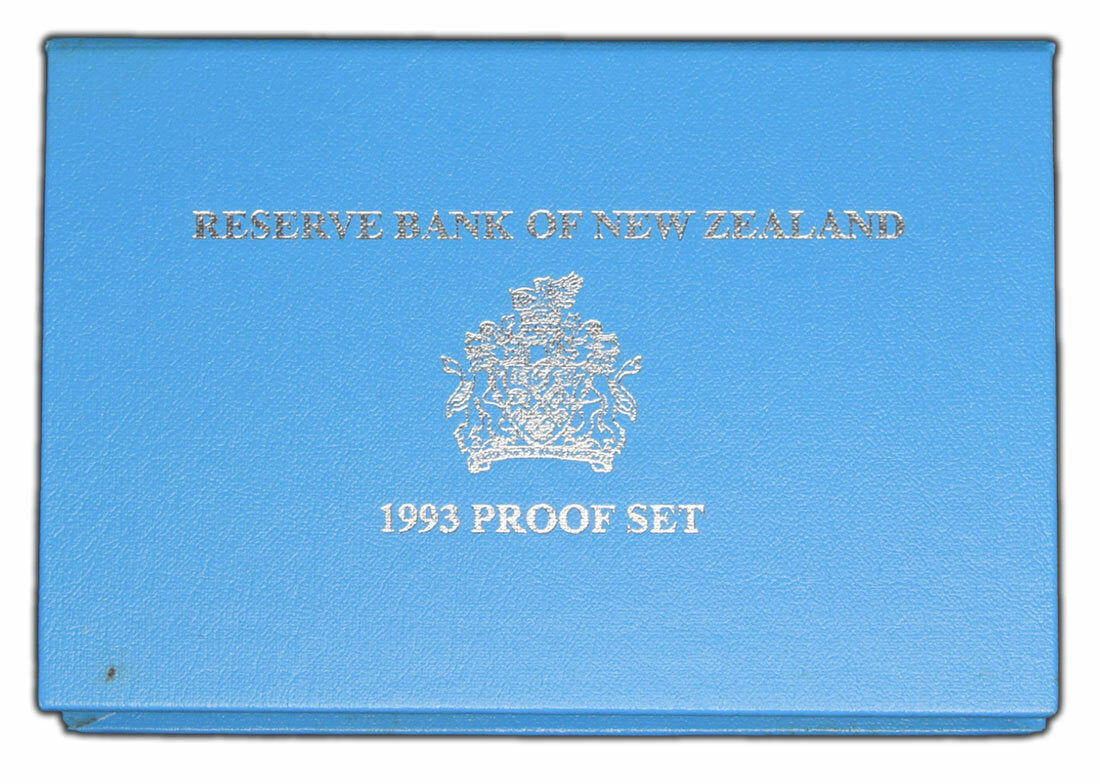 RESERVE BANK OF NEW ZEALAND
1993 PROOF SET